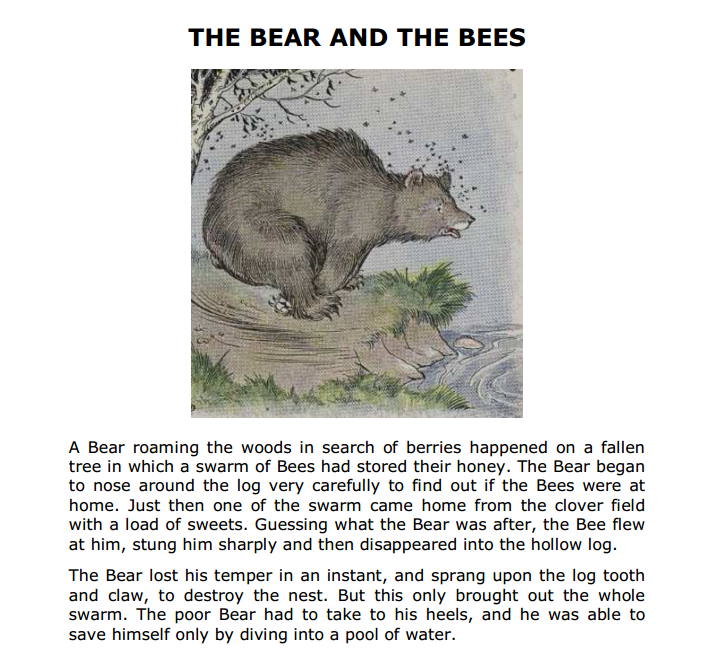 THE BEAR AND THE BEES
A Bear roaming the woods in search of berries happened on a fallen
tree in which a swarm of Bees had stored their honey. The Bear began
to nose around the log very carefully to find out if the Bees were at
home. Just then one of the swarm came home from the clover field
with a load of sweets. Guessing what the Bear was after, the Bee flew
at him, stung him sharply and then disappeared into the hollow log.
The Bear lost his temper in an instant, and sprang upon the log tooth
and claw, to destroy the nest. But this only brought out the whole
swarm. The poor Bear had to take to his heels, and he was able to
save himself only by diving into a pool of water.